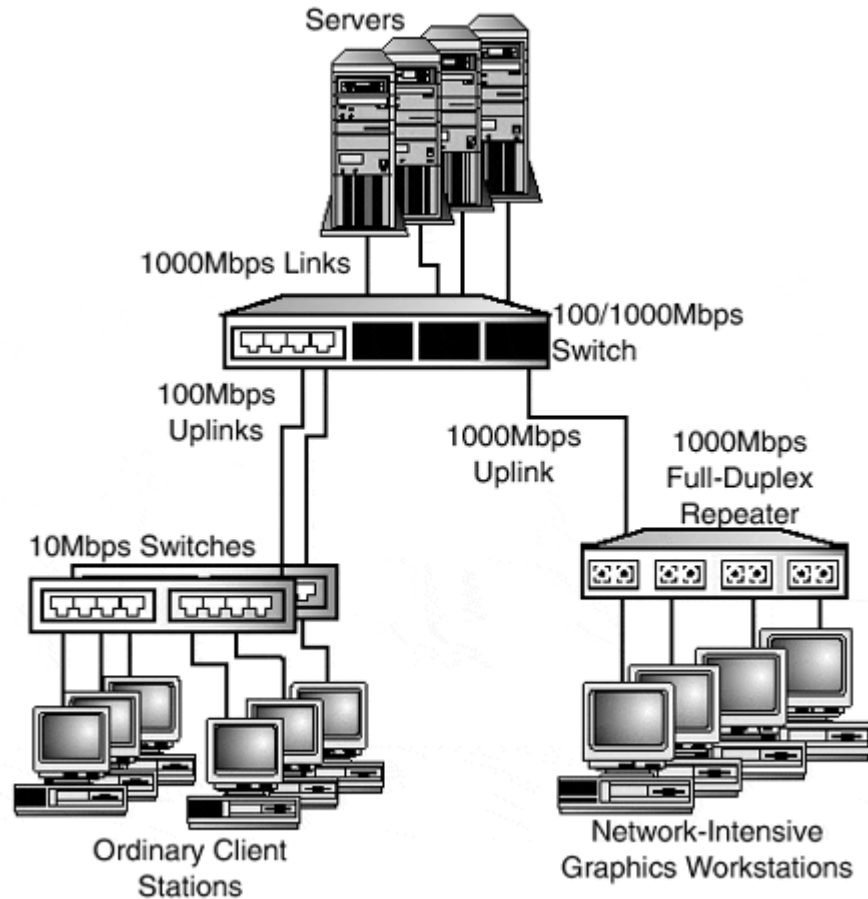 Servers
1000Mbps Links
100/1000Mbps
Switch
100Mbps
Uplinks
1000Mbps
Uplink
1000Mbps
Full-Duplex
Repeater
10Mbps Switches
Ordinary Client
Stations
Network-Intensive
Graphics Workstations